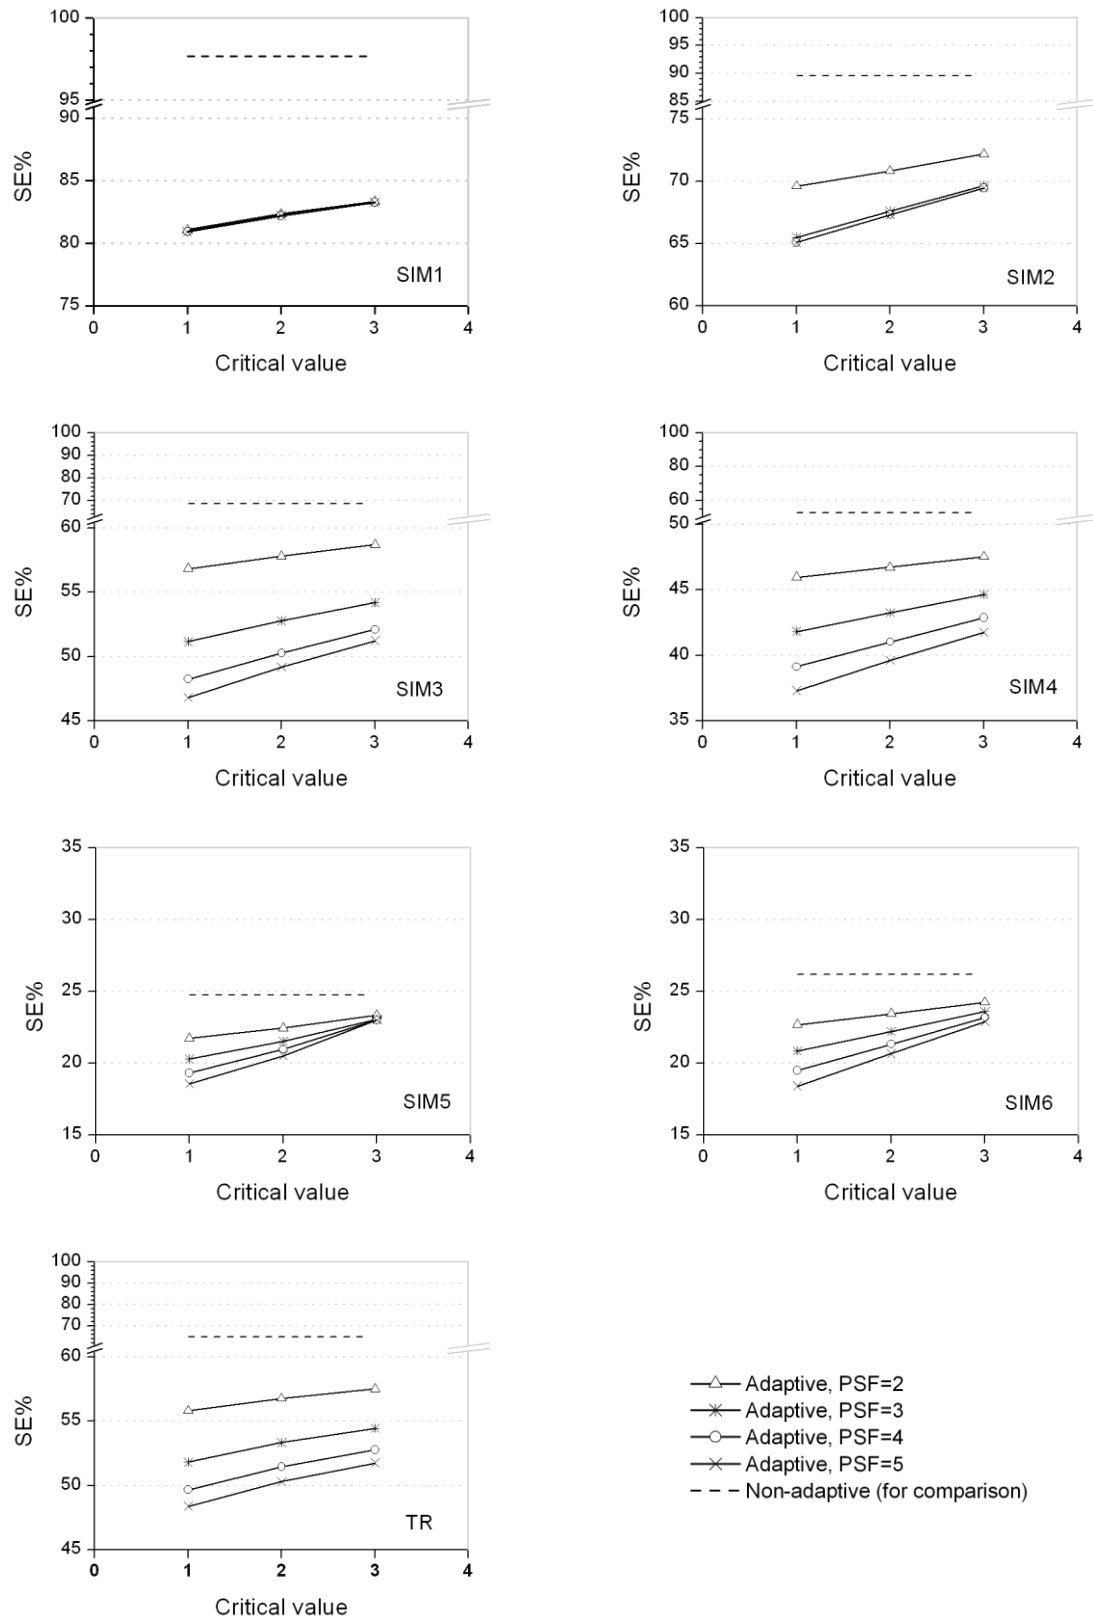 100
95
90
85
80
75
SE%
SIM1
0 1 2 3 4
Critical value
100
95
90
85
75
70
65
60
SE%
SIM2
0 1 2 3 4
Critical value
100
90
80
70
60
55
50
45
SE%
SIM3
0 1 2 3 4
Critical value
100
80
60
50
45
40
35
SE%
SIM4
0 1 2 3 4
Critical value
35
30
25
20
15
SE%
SIM5
0 1 2 3 4
Critical value
35
30
25
20
15
SE%
SIM6
0 1 2 3 4
Critical value
100
90
80
70
60
55
50
45
SE%
TR
0 1 2 3 4
Critical value
Adaptive, PSF=2
Adaptive, PSF=3
Adaptive, PSF=4
Adaptive, PSF=5
Non-adaptive (for comparison)